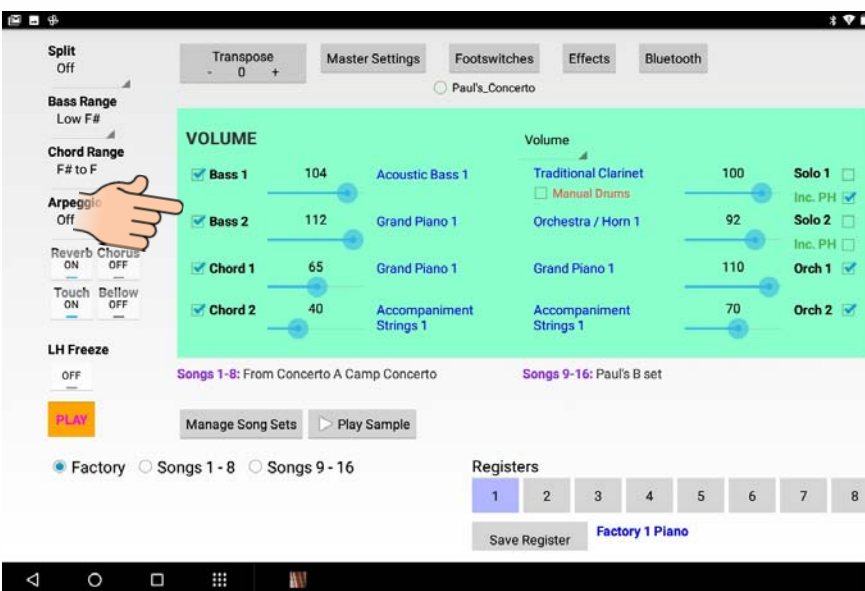 Split
Off
Bass Range
Low F#
Chord Range
F# to F
Arpeggio
Off
Reverb Chorus
ON OFF
Touch Bellow
ON OFF
LH Freeze
OFF
PLAY
Transpose
- 0 +
Master Settings
Footswitches
Effects
Bluetooth
Paul's_Concerto
VOLUME
Volume
Bass 1 104 Acoustic Bass 1
Traditional Clarinet 100 Solo 1
Manual Drums
Inc. PH
Bass 2 112 Grand Piano 1
Orchestra / Horn 1 92 Solo 2
Inc. PH
Chord 1 65 Grand Piano 1
Grand Piano 1 110 Orch 1
Chord 2 40 Accompaniment
Strings 1
Accompaniment 70 Orch 2
Strings 1
Songs 1-8: From Concerto A Camp Concerto
Songs 9-16: Paul's B set
Manage Song Sets
Play Sample
Factory Songs 1 - 8 Songs 9 - 16
Registers
1 2 3 4 5 6 7 8
Save Register
Factory 1 Piano